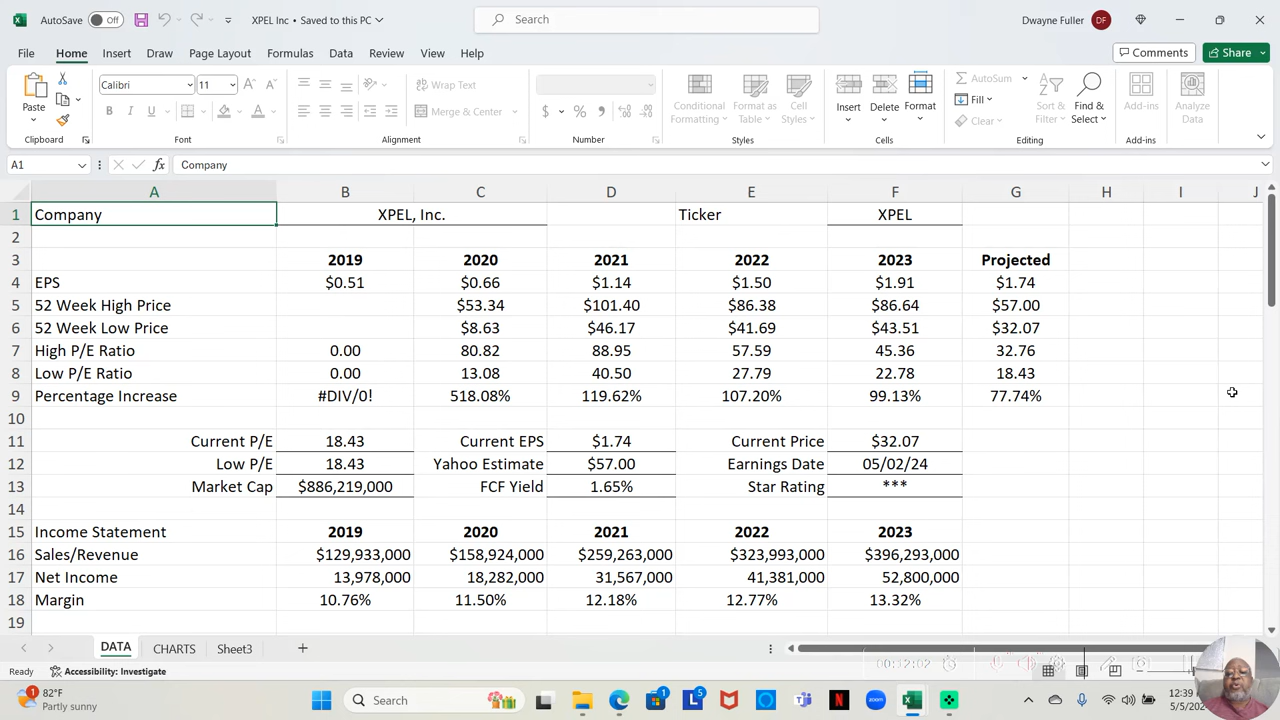 AutoSave Off XPEL Inc • Saved to this PC Search Dwayne Fuller DF
File Home Insert Draw Page Layout Formulas Data Review View Help Comments Share
Paste Calibri 11 Wrap Text Merge & Center Conditional Formatting Format as Table Cell Styles Insert Delete Format AutoSum Fill Clear Sort & Filter Find & Select Add-ins Analyze Data
Clipboard Font Alignment Number Styles Cells Editing Add-ins
A1 fx Company
A B C D E F G H I J
1 Company XPEL, Inc. Ticker XPEL
2
3 2019 2020 2021 2022 2023 Projected
4 EPS $0.51 $0.66 $1.14 $1.50 $1.91 $1.74
5 52 Week High Price $53.34 $101.40 $86.38 $86.64 $57.00
6 52 Week Low Price $8.63 $46.17 $41.69 $43.51 $32.07
7 High P/E Ratio 0.00 80.82 88.95 57.59 45.36 32.76
8 Low P/E Ratio 0.00 13.08 40.50 27.79 22.78 18.43
9 Percentage Increase #DIV/0! 518.08% 119.62% 107.20% 99.13% 77.74%
10
11 Current P/E 18.43 Current EPS $1.74 Current Price $32.07
12 Low P/E 18.43 Yahoo Estimate $57.00 Earnings Date 05/02/24
13 Market Cap $886,219,000 FCF Yield 1.65% Star Rating ***
14
15 Income Statement 2019 2020 2021 2022 2023
16 Sales/Revenue $129,933,000 $158,924,000 $259,263,000 $323,993,000 $396,293,000
17 Net Income 13,978,000 18,282,000 31,567,000 41,381,000 52,800,000
18 Margin 10.76% 11.50% 12.18% 12.77% 13.32%
19
DATA CHARTS Sheet3
Ready Accessibility: Investigate 00:12:02
1 82°F Search 1 5 12:39
Partly sunny 5/5/